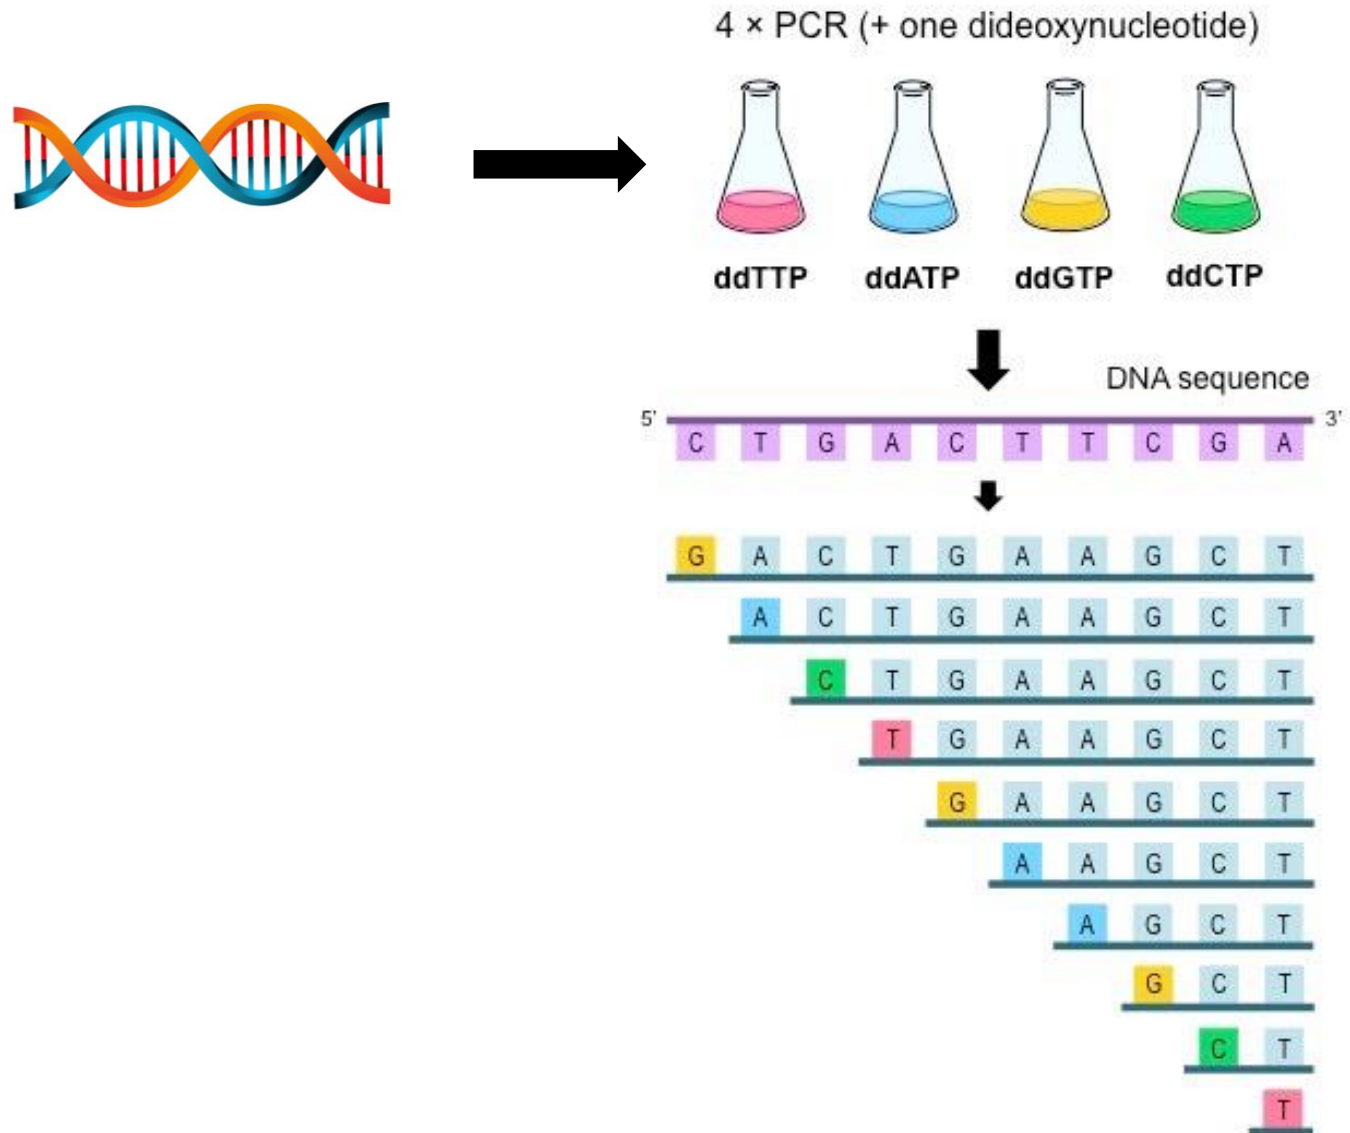 4 × PCR (+ one dideoxynucleotide)
ddTTP ddATP ddGTP ddCTP
DNA sequence
5' 3'
C T G A C T T C G A
G A C T G A A G C T
A C T G A A G C T
C T G A A G C T
T G A A G C T
G A A G C T
A A G C T
A G C T
G C T
C T
T